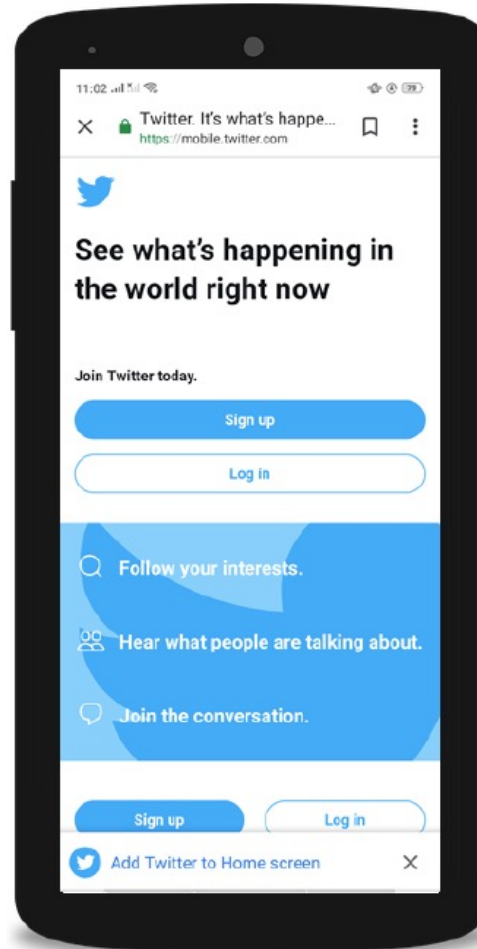 11:02
79
Twitter. It's what's happe...
https://mobile.twitter.com
See what's happening in
the world right now
Join Twitter today.
Sign up
Log in
Follow your interests.
Hear what people are talking about.
Join the conversation.
Sign up
Log in
Add Twitter to Home screen